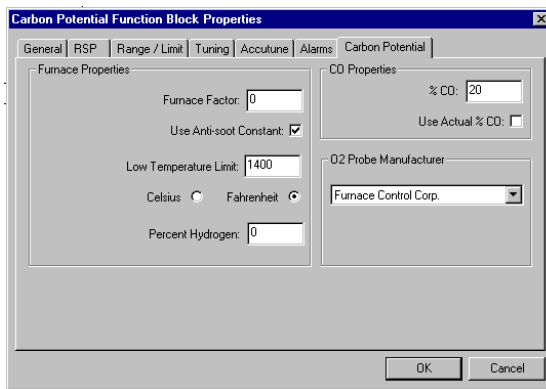 Carbon Potential Function Block Properties
General RSP Range / Limit Tuning Accutune Alarms Carbon Potential
Furnace Properties
Furnace Factor: 0
Use Anti-soot Constant:
Low Temperature Limit: 1400
Celsius Fahrenheit
Percent Hydrogen: 0
CO Properties
% CO: 20
Use Actual % CO:
O2 Probe Manufacturer
Furnace Control Corp.
OK Cancel